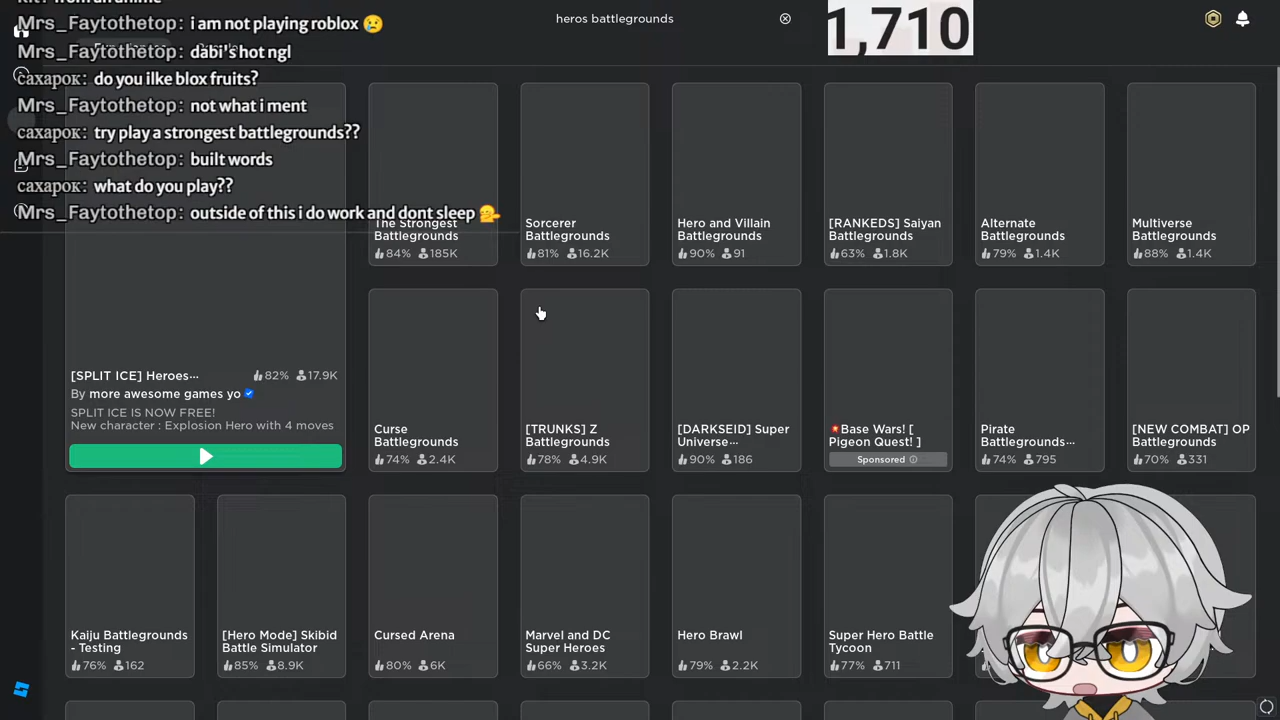 heros battlegrounds
1,710
Mrs_Faytothetop: i am not playing roblox 😢
Mrs_Faytothetop: dabi's hot ngl
сахарок: do you ilke blox fruits?
Mrs_Faytothetop: not what i ment
сахарок: try play a strongest battlegrounds??
Mrs_Faytothetop: built words
сахарок: what do you play??
Mrs_Faytothetop: outside of this i do work and dont sleep
[SPLIT ICE] Heroes...
82% 17.9K
By more awesome games yo
SPLIT ICE IS NOW FREE!
New character : Explosion Hero with 4 moves
The Strongest
Battlegrounds
84% 185K
Sorcerer
Battlegrounds
81% 16.2K
Hero and Villain
Battlegrounds
90% 91
[RANKEDS] Saiyan
Battlegrounds
63% 1.8K
Alternate
Battlegrounds
79% 1.4K
Multiverse
Battlegrounds
88% 1.4K
Curse
Battlegrounds
74% 2.4K
[TRUNKS] Z
Battlegrounds
78% 4.9K
[DARKSEID] Super
Universe...
90% 186
💥Base Wars! [
Pigeon Quest! ]
Sponsored
Pirate
Battlegrounds...
74% 795
[NEW COMBAT] OP
Battlegrounds
70% 331
Kaiju Battlegrounds
- Testing
76% 162
[Hero Mode] Skibid
Battle Simulator
85% 8.9K
Cursed Arena
80% 6K
Marvel and DC
Super Heroes
66% 3.2K
Hero Brawl
79% 2.2K
Super Hero Battle
Tycoon
77% 711